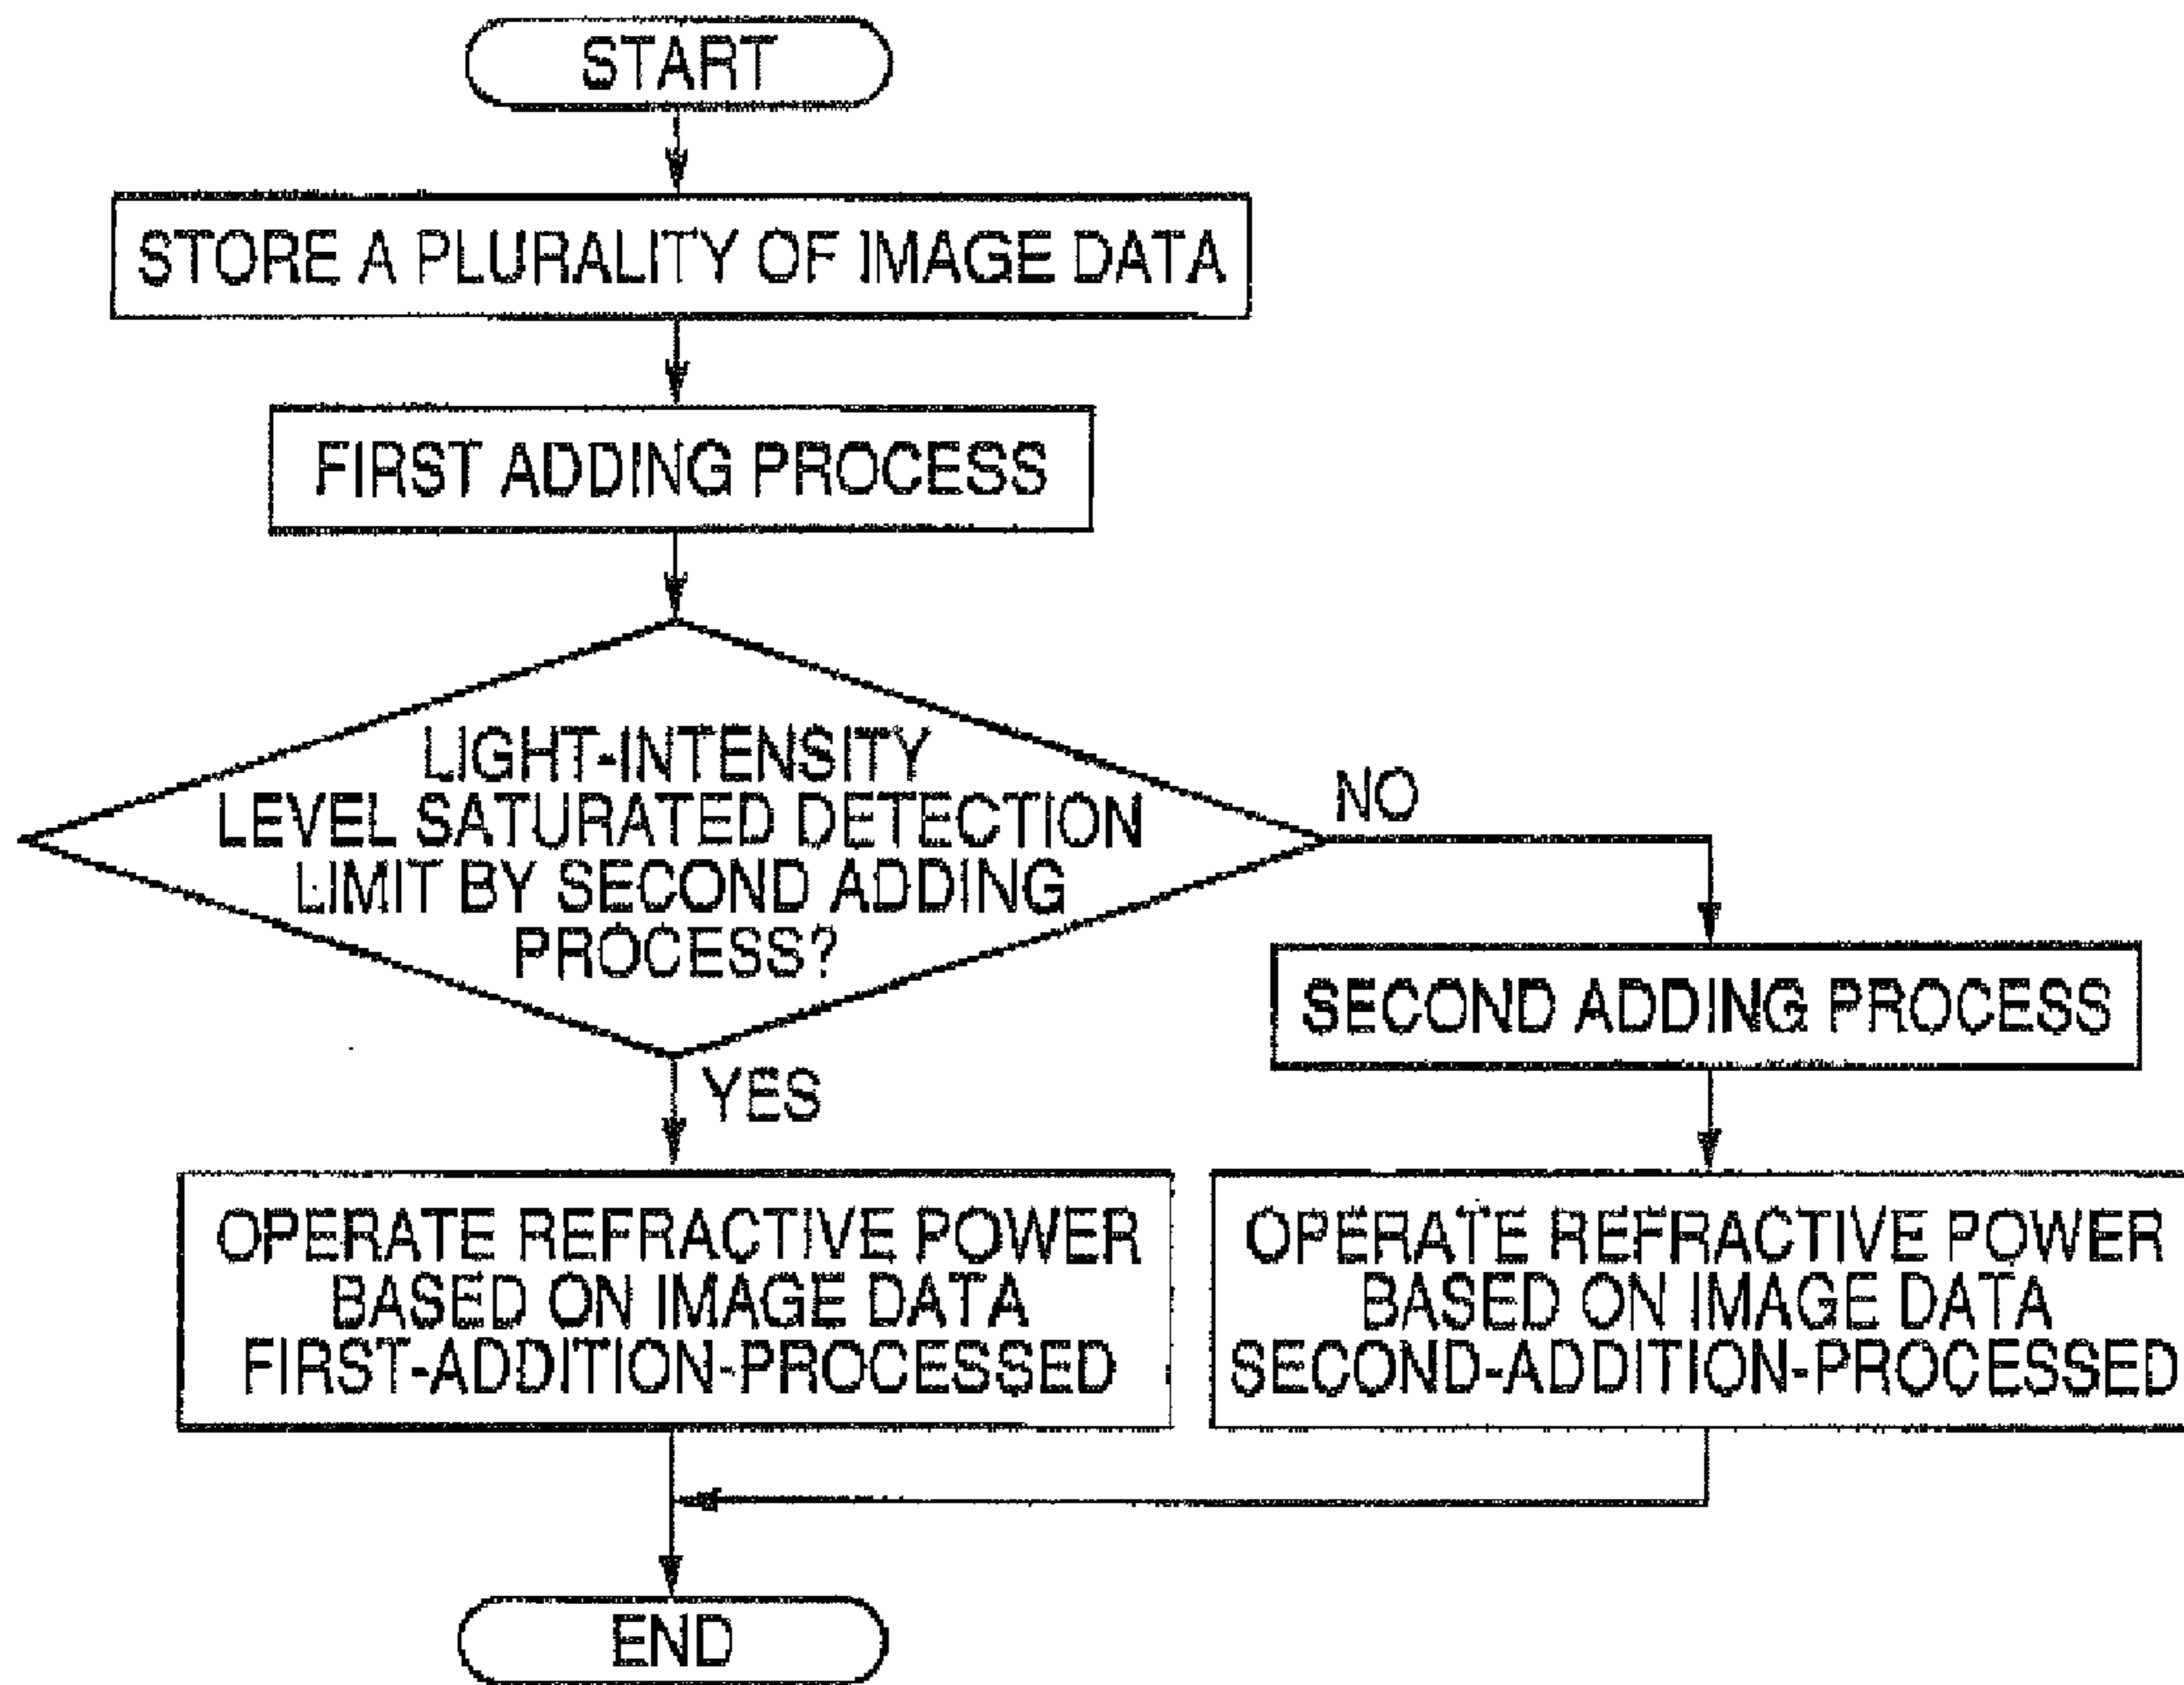 START
STORE A PLURALITY OF IMAGE DATA
FIRST ADDING PROCESS
LIGHT-INTENSITY
LEVEL SATURATED DETECTION
LIMIT BY SECOND ADDING
PROCESS?
NO
SECOND ADDING PROCESS
YES
OPERATE REFRACTIVE POWER
BASED ON IMAGE DATA
FIRST-ADDITION-PROCESSED
OPERATE REFRACTIVE POWER
BASED ON IMAGE DATA
SECOND-ADDITION-PROCESSED
END